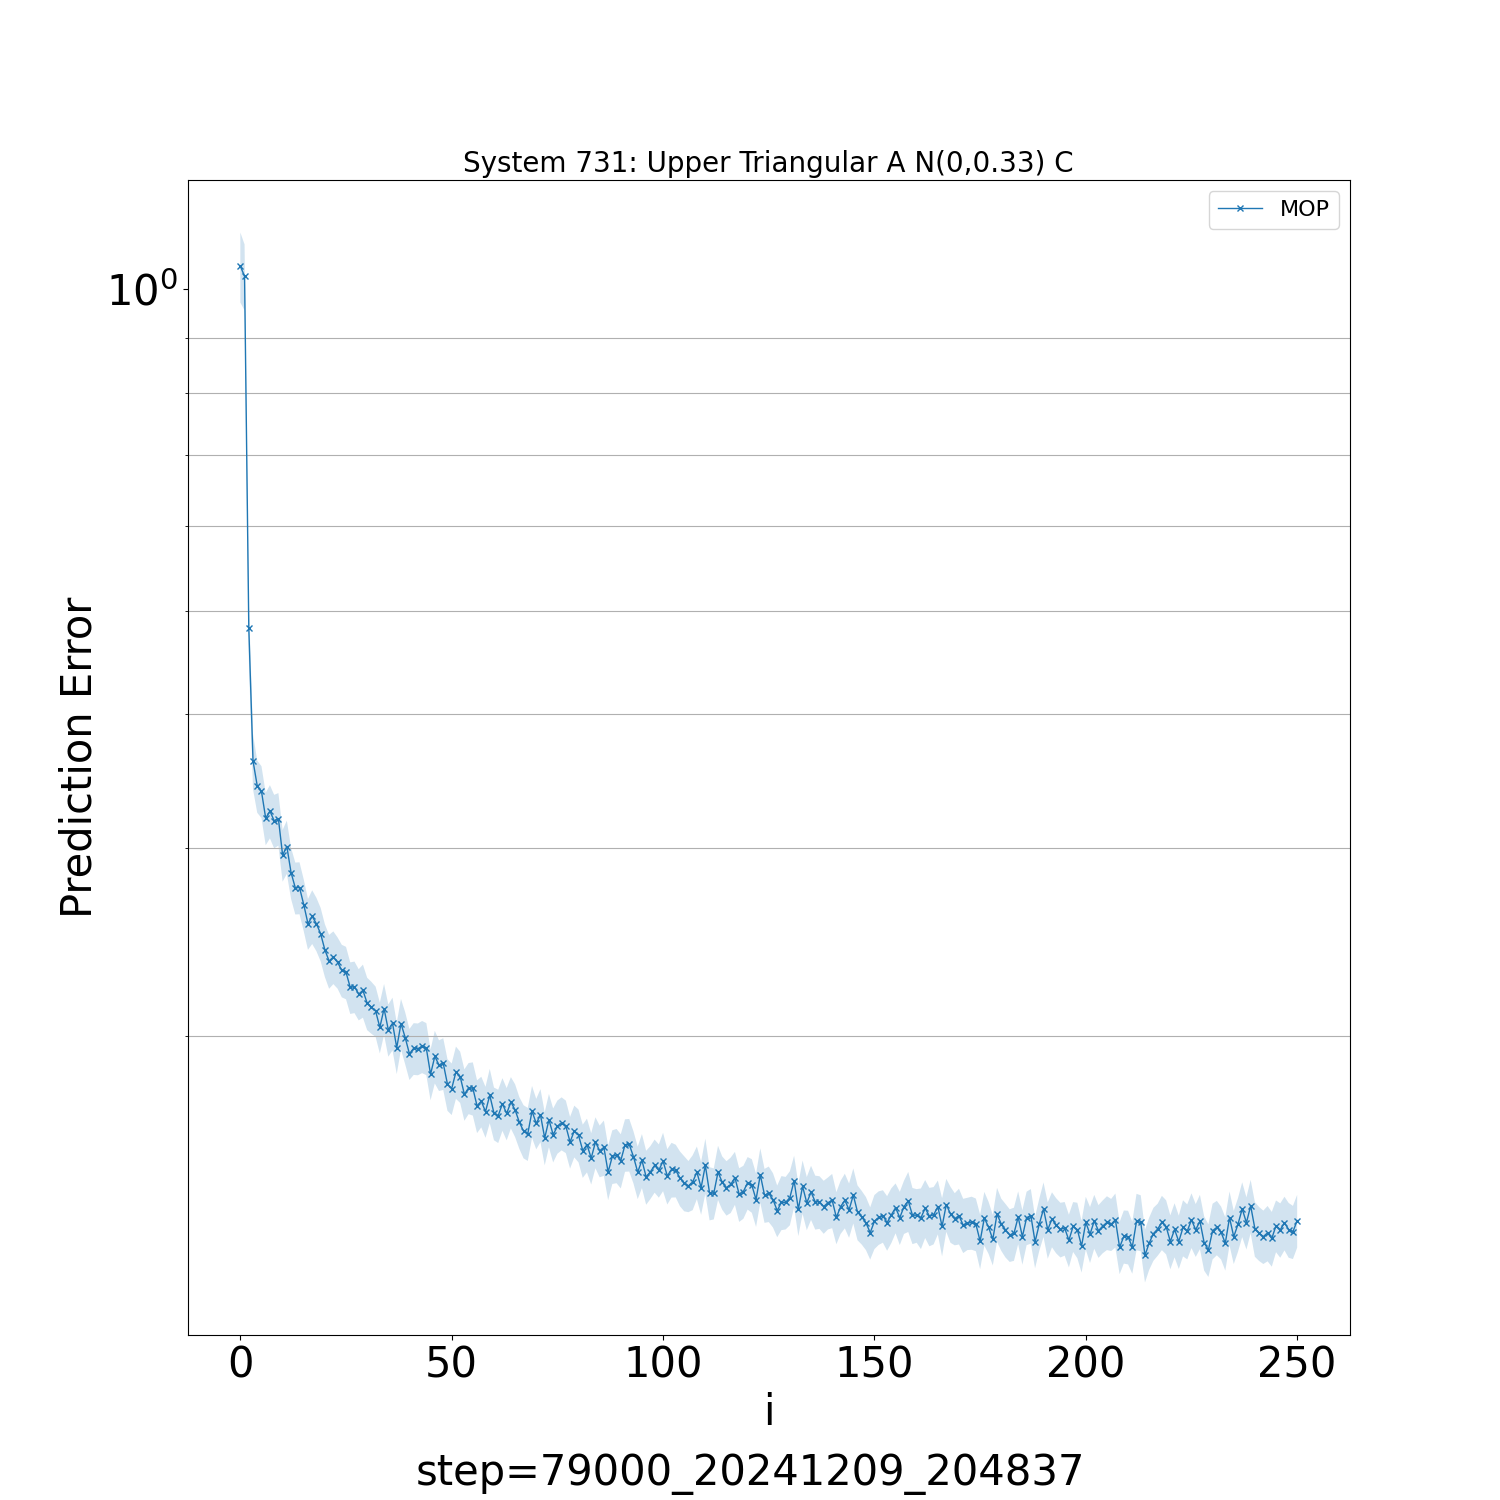 System 731: Upper Triangular A N(0,0.33) C
MOP
10⁰
Prediction Error
0 50 100 150 200 250
i
step=79000_20241209_204837